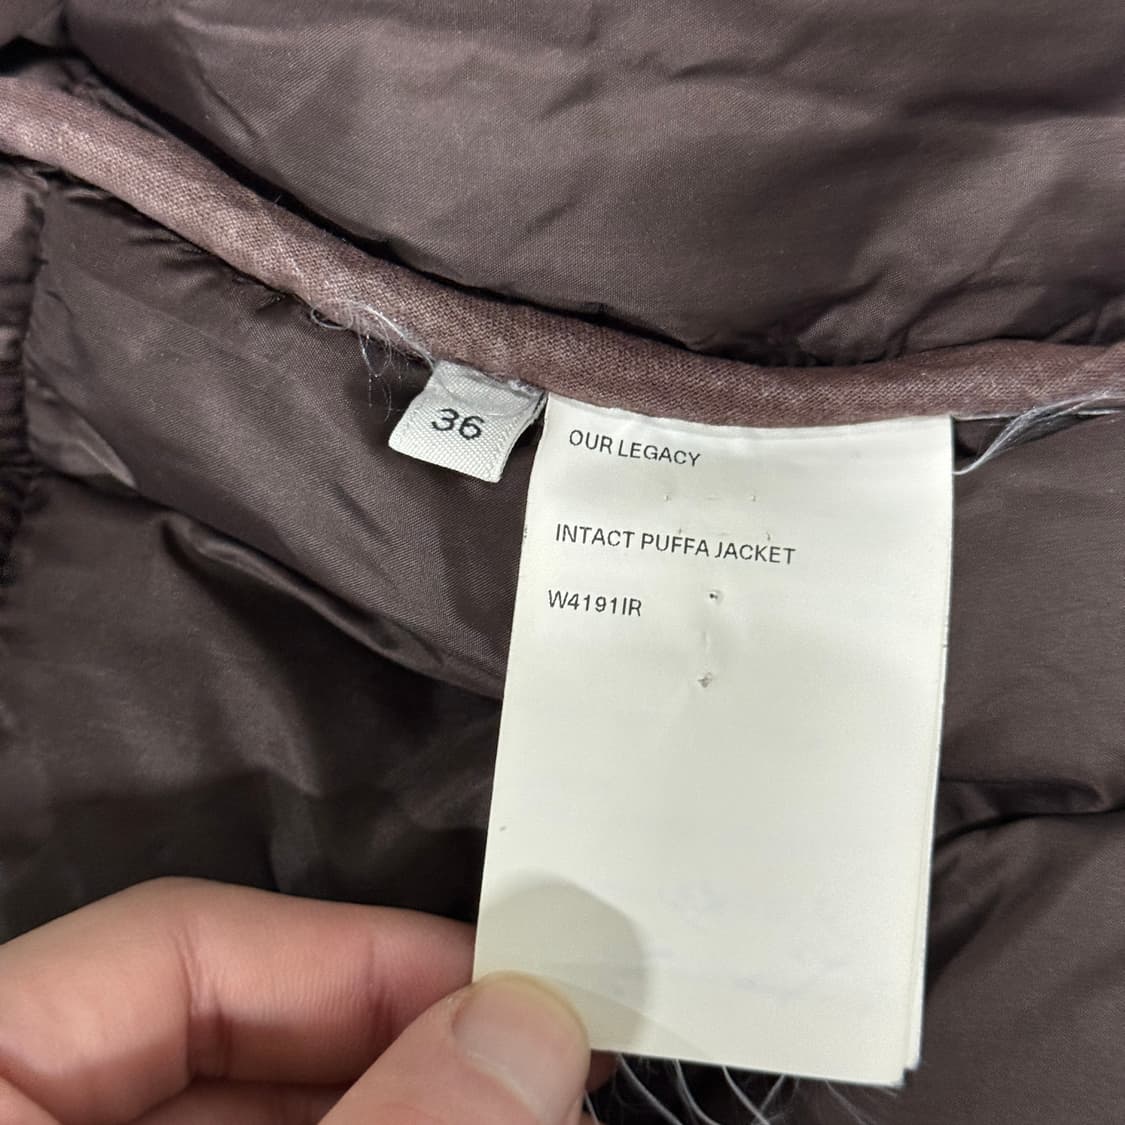 36
OUR LEGACY
INTACT PUFFA JACKET
W4191IR